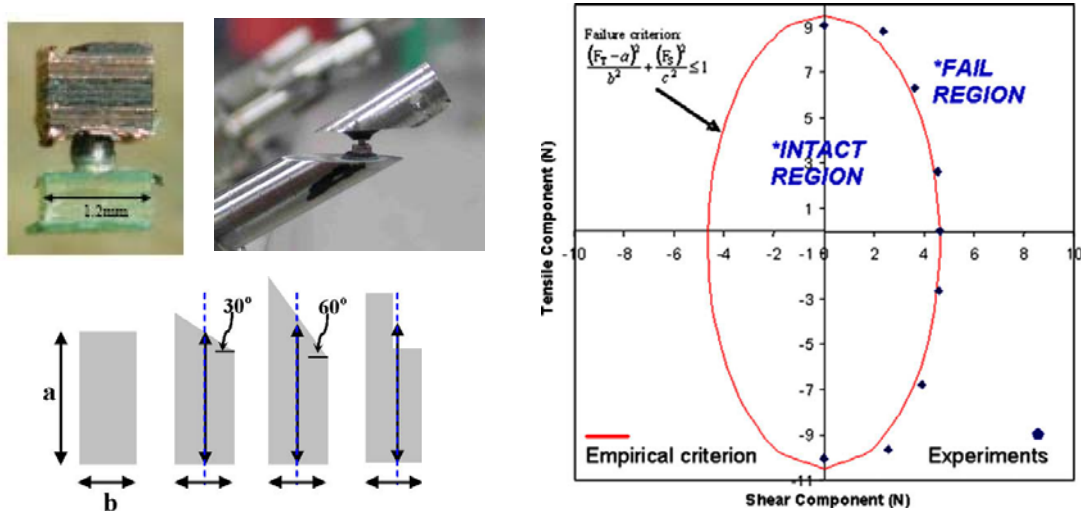 1.2mm
30°
60°
a
b
Failure criterion:
(F_T - a)²/b² + (F_S)²/c² ≤ 1
*FAIL
REGION
*INTACT
REGION
Tensile Component (N)
9
7
5
3
1
-1
-3
-5
-7
-9
-11
-10 -8 -6 -4 -2 0 2 4 6 8 10
Empirical criterion
Experiments
Shear Component (N)